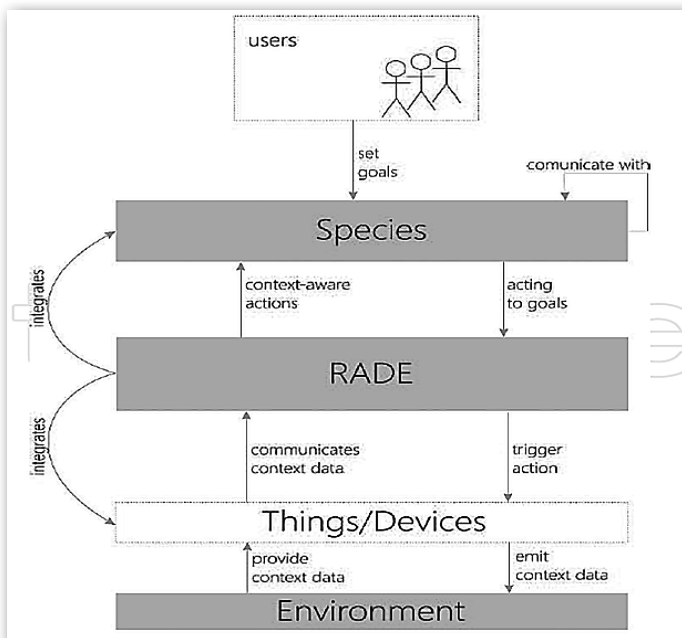 users
set
goals
comunicate with
Species
integrates
context-aware
actions
acting
to goals
RADE
integrates
communicates
context data
trigger
action
Things/Devices
provide
context data
emit
context data
Environment